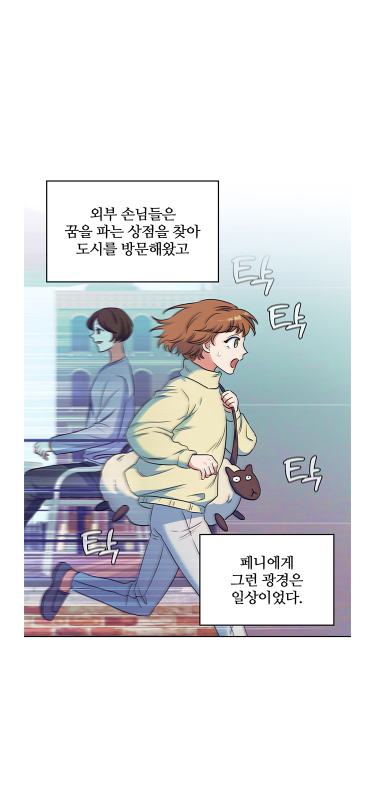 외부 손님들은
꿈을 파는 상점을 찾아
도시를 방문해왔고
탁
탁
탁
탁
페니에게
그런 광경은
일상이었다.